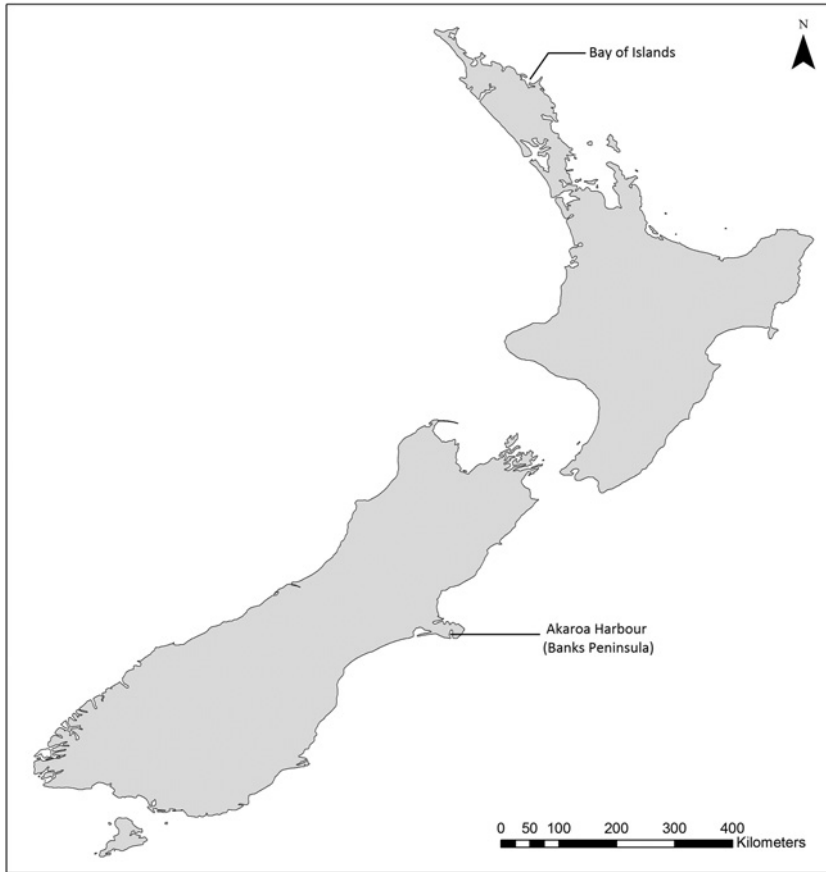 N
Bay of Islands
Akaroa Harbour
(Banks Peninsula)
0 50 100 200 300 400
Kilometers